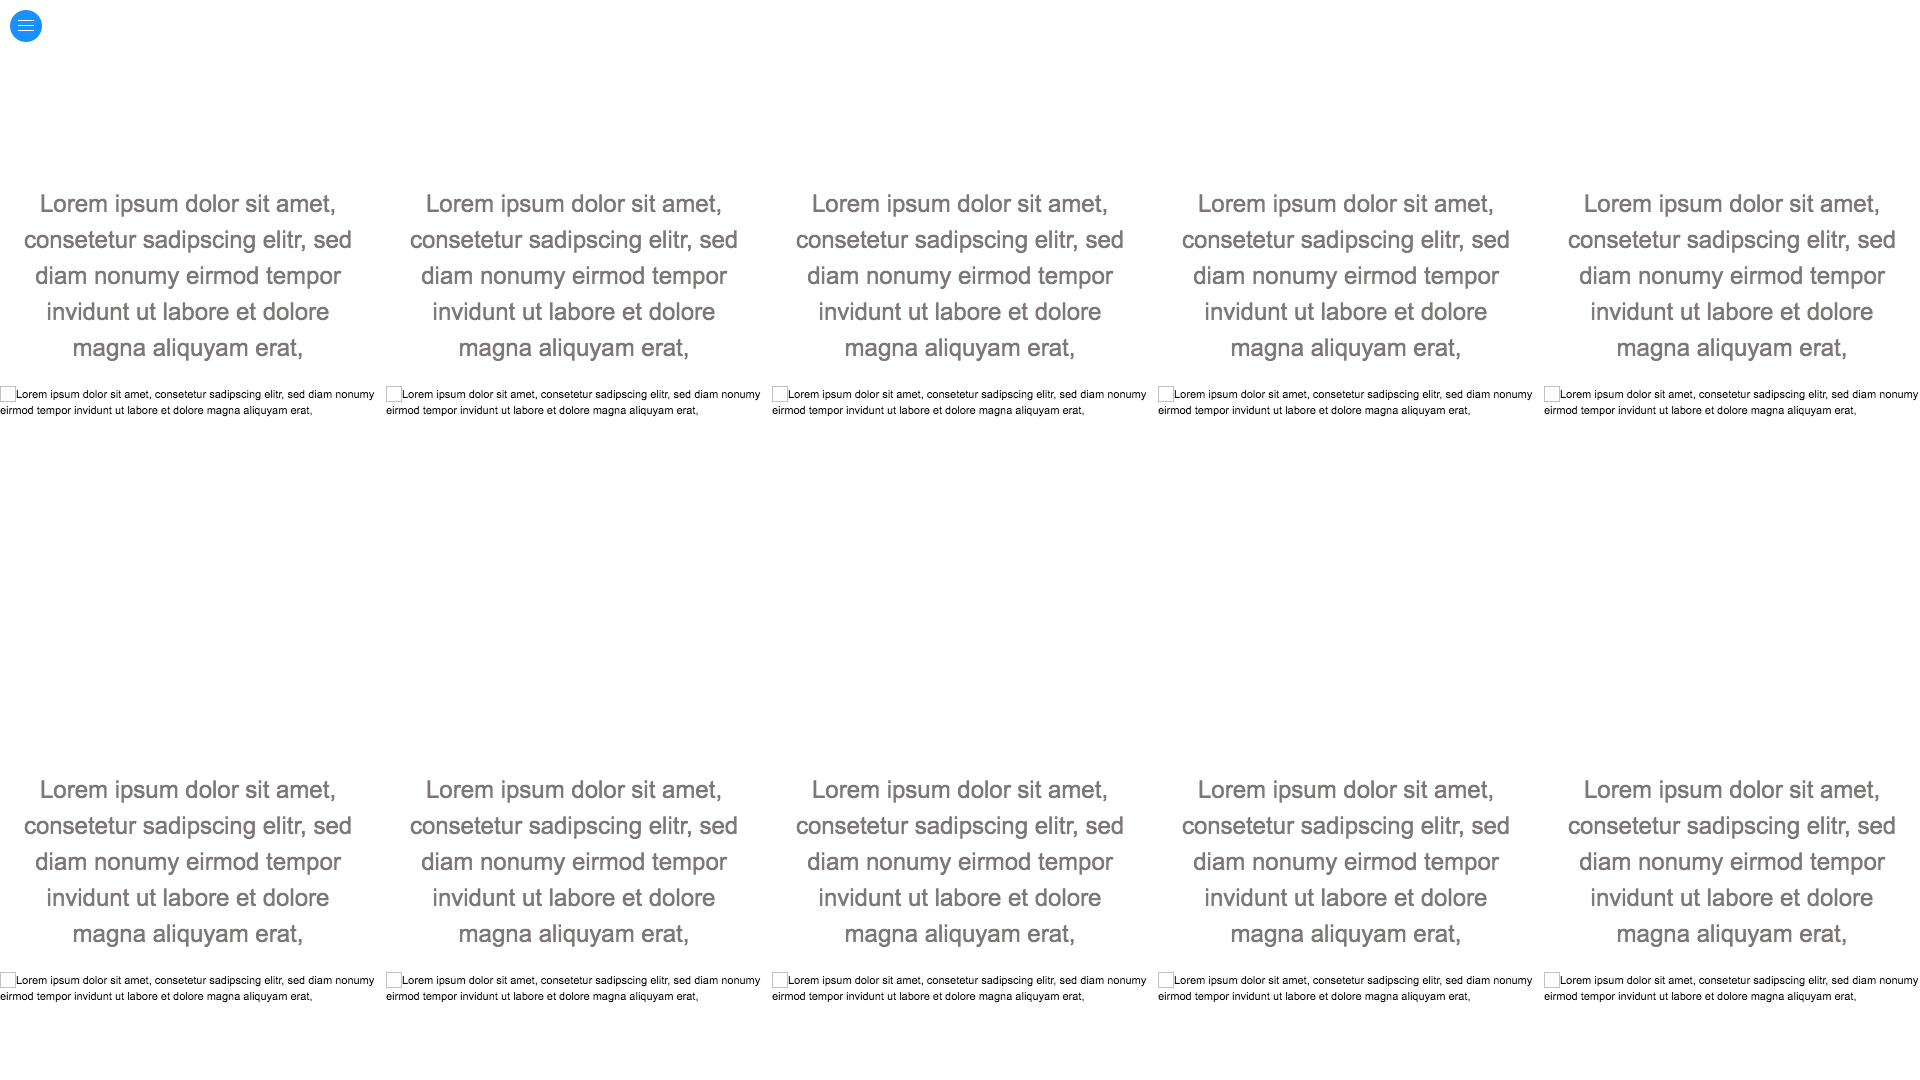 Lorem ipsum dolor sit amet,
consetetur sadipscing elitr, sed
diam nonumy eirmod tempor
invidunt ut labore et dolore
magna aliquyam erat,
Lorem ipsum dolor sit amet, consetetur sadipscing elitr, sed diam nonumy
eirmod tempor invidunt ut labore et dolore magna aliquyam erat,
Lorem ipsum dolor sit amet,
consetetur sadipscing elitr, sed
diam nonumy eirmod tempor
invidunt ut labore et dolore
magna aliquyam erat,
Lorem ipsum dolor sit amet, consetetur sadipscing elitr, sed diam nonumy
eirmod tempor invidunt ut labore et dolore magna aliquyam erat,
Lorem ipsum dolor sit amet,
consetetur sadipscing elitr, sed
diam nonumy eirmod tempor
invidunt ut labore et dolore
magna aliquyam erat,
Lorem ipsum dolor sit amet, consetetur sadipscing elitr, sed diam nonumy
eirmod tempor invidunt ut labore et dolore magna aliquyam erat,
Lorem ipsum dolor sit amet,
consetetur sadipscing elitr, sed
diam nonumy eirmod tempor
invidunt ut labore et dolore
magna aliquyam erat,
Lorem ipsum dolor sit amet, consetetur sadipscing elitr, sed diam nonumy
eirmod tempor invidunt ut labore et dolore magna aliquyam erat,
Lorem ipsum dolor sit amet,
consetetur sadipscing elitr, sed
diam nonumy eirmod tempor
invidunt ut labore et dolore
magna aliquyam erat,
Lorem ipsum dolor sit amet, consetetur sadipscing elitr, sed diam nonumy
eirmod tempor invidunt ut labore et dolore magna aliquyam erat,
Lorem ipsum dolor sit amet,
consetetur sadipscing elitr, sed
diam nonumy eirmod tempor
invidunt ut labore et dolore
magna aliquyam erat,
Lorem ipsum dolor sit amet, consetetur sadipscing elitr, sed diam nonumy
eirmod tempor invidunt ut labore et dolore magna aliquyam erat,
Lorem ipsum dolor sit amet,
consetetur sadipscing elitr, sed
diam nonumy eirmod tempor
invidunt ut labore et dolore
magna aliquyam erat,
Lorem ipsum dolor sit amet, consetetur sadipscing elitr, sed diam nonumy
eirmod tempor invidunt ut labore et dolore magna aliquyam erat,
Lorem ipsum dolor sit amet,
consetetur sadipscing elitr, sed
diam nonumy eirmod tempor
invidunt ut labore et dolore
magna aliquyam erat,
Lorem ipsum dolor sit amet, consetetur sadipscing elitr, sed diam nonumy
eirmod tempor invidunt ut labore et dolore magna aliquyam erat,
Lorem ipsum dolor sit amet,
consetetur sadipscing elitr, sed
diam nonumy eirmod tempor
invidunt ut labore et dolore
magna aliquyam erat,
Lorem ipsum dolor sit amet, consetetur sadipscing elitr, sed diam nonumy
eirmod tempor invidunt ut labore et dolore magna aliquyam erat,
Lorem ipsum dolor sit amet,
consetetur sadipscing elitr, sed
diam nonumy eirmod tempor
invidunt ut labore et dolore
magna aliquyam erat,
Lorem ipsum dolor sit amet, consetetur sadipscing elitr, sed diam nonumy
eirmod tempor invidunt ut labore et dolore magna aliquyam erat,